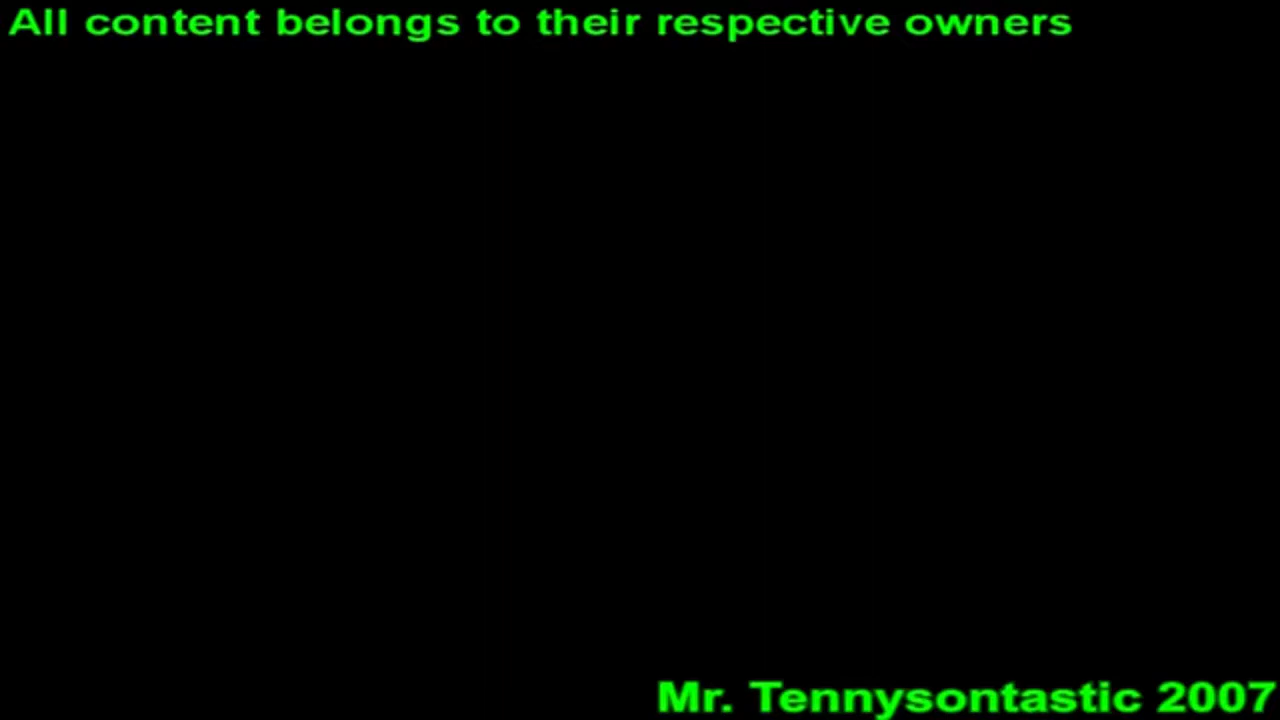 All content belongs to their respective owners
Mr. Tennysontastic 2007